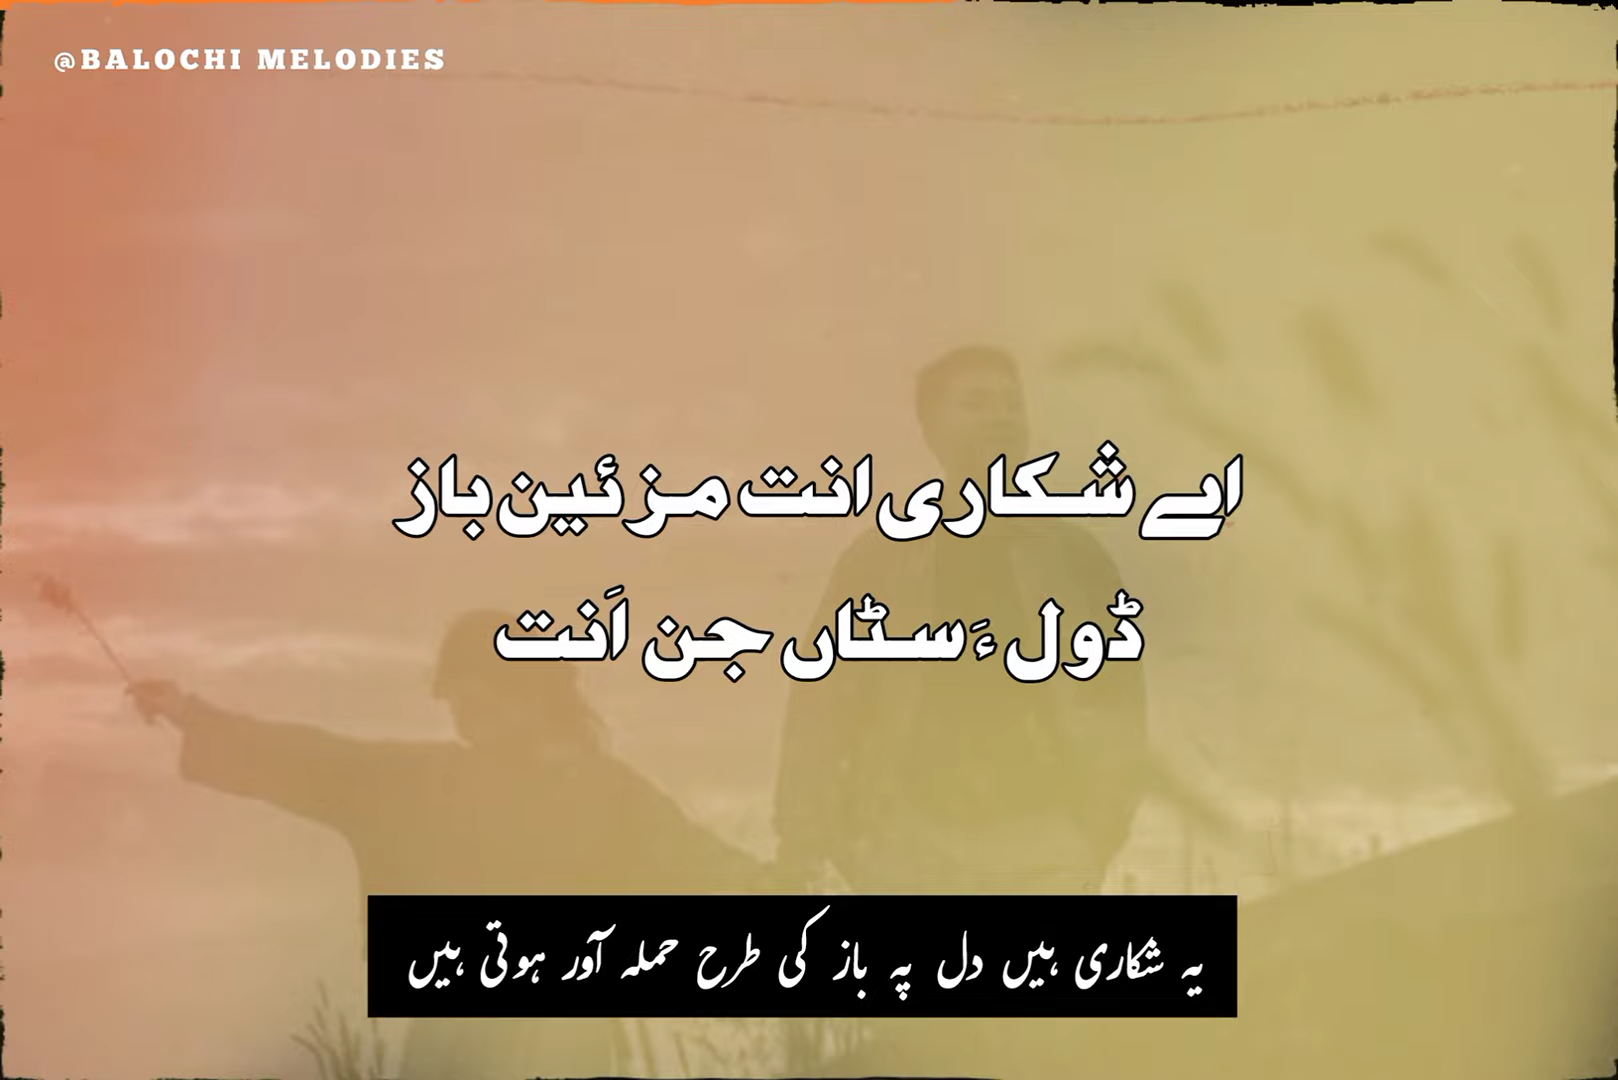 @BALOCHI MELODIES
اے شکاری انت مزئین باز
ڈول ءَ سٹاں جن اَنت
یہ شکاری ہیں دل پہ باز کی طرح حملہ آور ہوتی ہیں